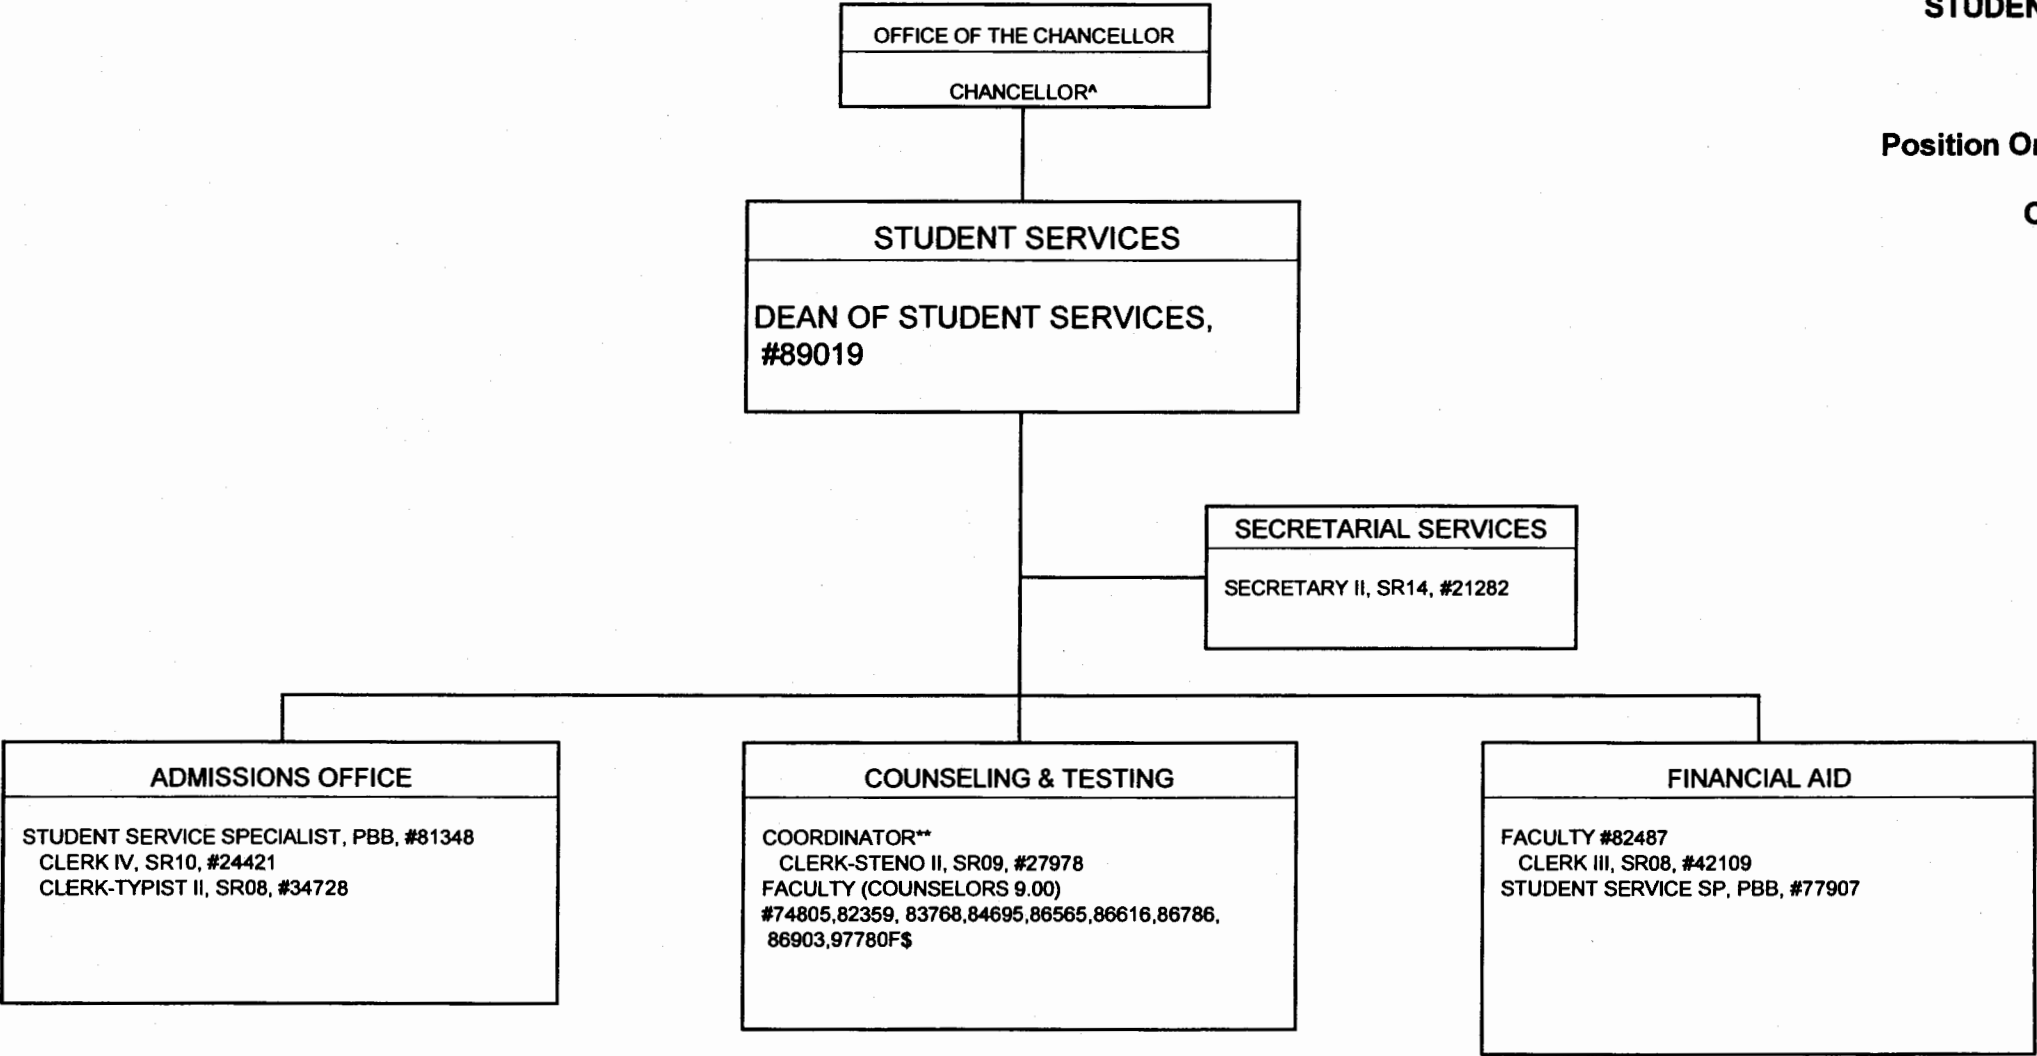 STUDEN
OFFICE OF THE CHANCELLOR
CHANCELLOR^
Position Or
STUDENT SERVICES
DEAN OF STUDENT SERVICES,
#89019
SECRETARIAL SERVICES
SECRETARY II, SR14, #21282
ADMISSIONS OFFICE
STUDENT SERVICE SPECIALIST, PBB, #81348
CLERK IV, SR10, #24421
CLERK-TYPIST II, SR08, #34728
COUNSELING & TESTING
COORDINATOR**
CLERK-STENO II, SR09, #27978
FACULTY (COUNSELORS 9.00)
#74805,82359, 83768,84695,86565,86616,86786,
86903,97780F$
FINANCIAL AID
FACULTY #82487
CLERK III, SR08, #42109
STUDENT SERVICE SP, PBB, #77907